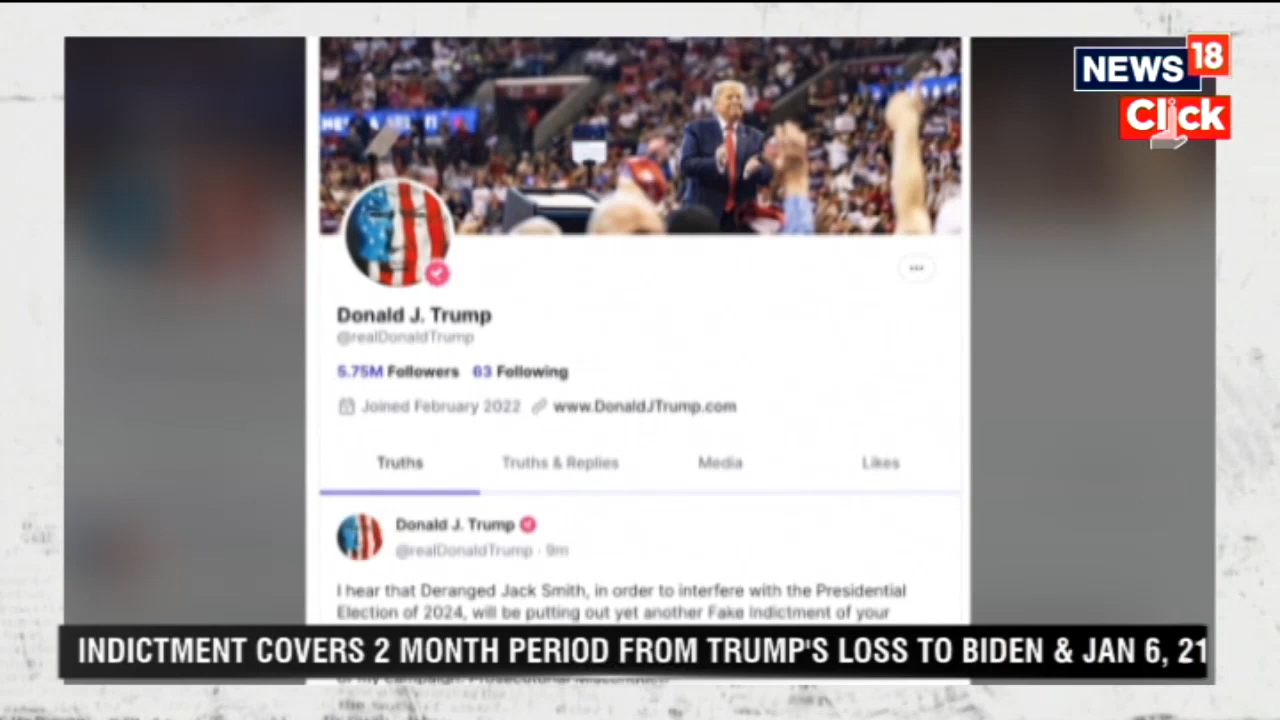 NEWS 18
Click
Donald J. Trump
@realDonaldTrump
5.75M Followers 63 Following
Joined February 2022 www.DonaldJTrump.com
Truths Truths & Replies Media Likes
Donald J. Trump
@realDonaldTrump · 9m
I hear that Deranged Jack Smith, in order to interfere with the Presidential
Election of 2024, will be putting out yet another Fake Indictment of your
INDICTMENT COVERS 2 MONTH PERIOD FROM TRUMP'S LOSS TO BIDEN & JAN 6, 21